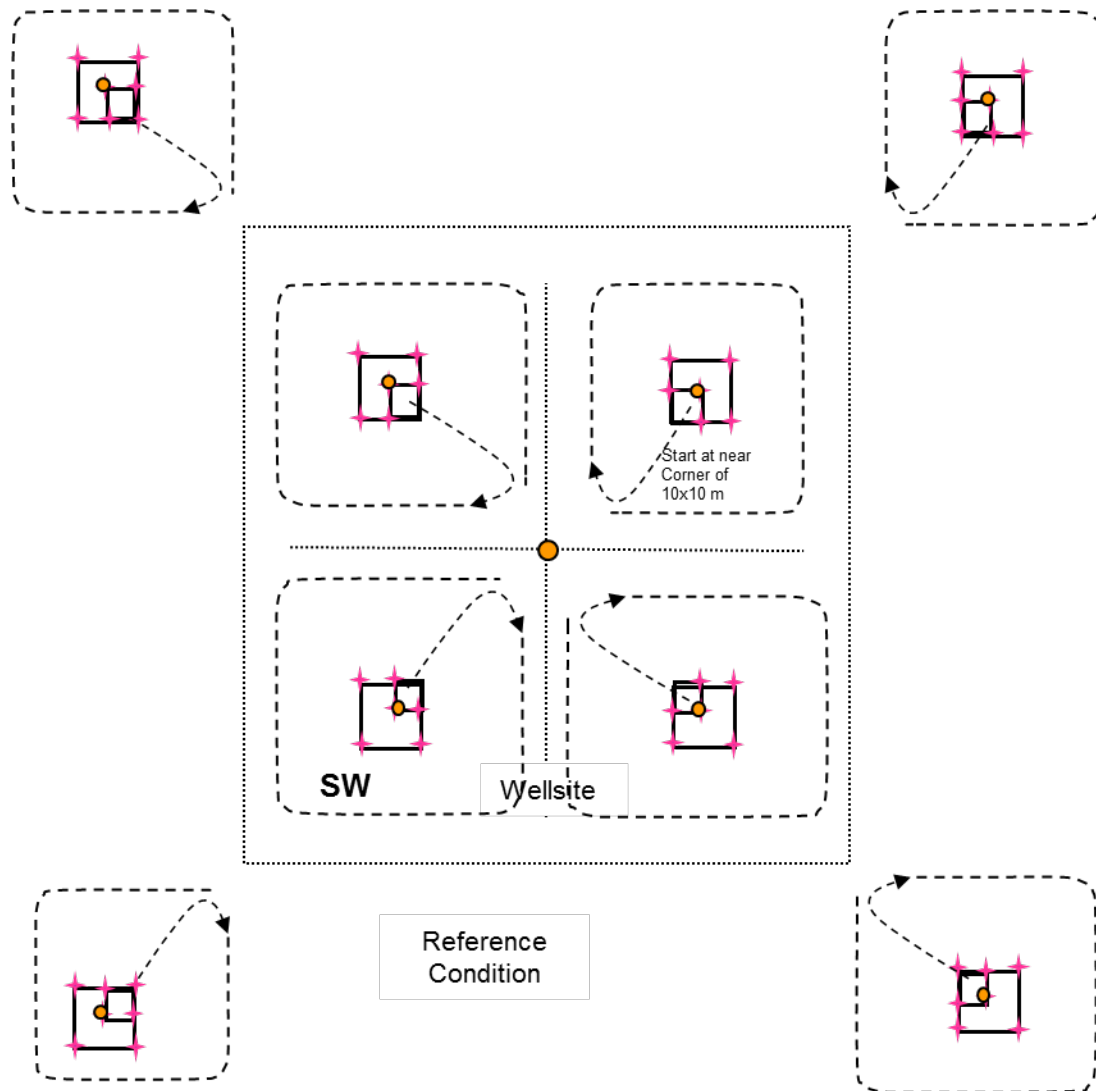 Start at near
Corner of
10x10 m
SW
Wellsite
Reference
Condition